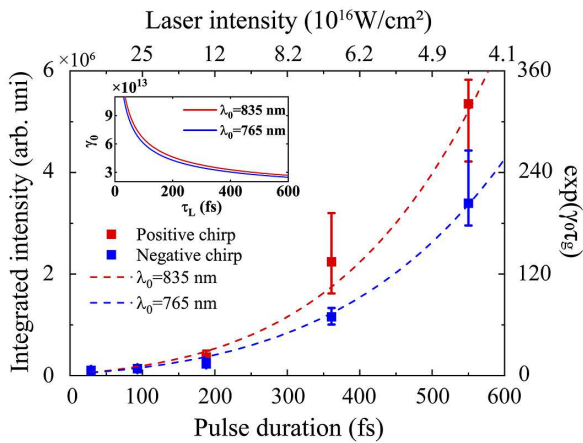 Laser intensity (10¹⁶W/cm²)
25 12 8.2 6.2 4.9 4.1
×10⁶
6
4
2
0
Integrated intensity (arb. uni)
×10¹³
9
6
3
γ₀
λ₀=835 nm
λ₀=765 nm
0 200 400 600
τL (fs)
Positive chirp
Negative chirp
λ₀=835 nm
λ₀=765 nm
360
240
120
0
exp(γ₀τg)
0 100 200 300 400 500 600
Pulse duration (fs)